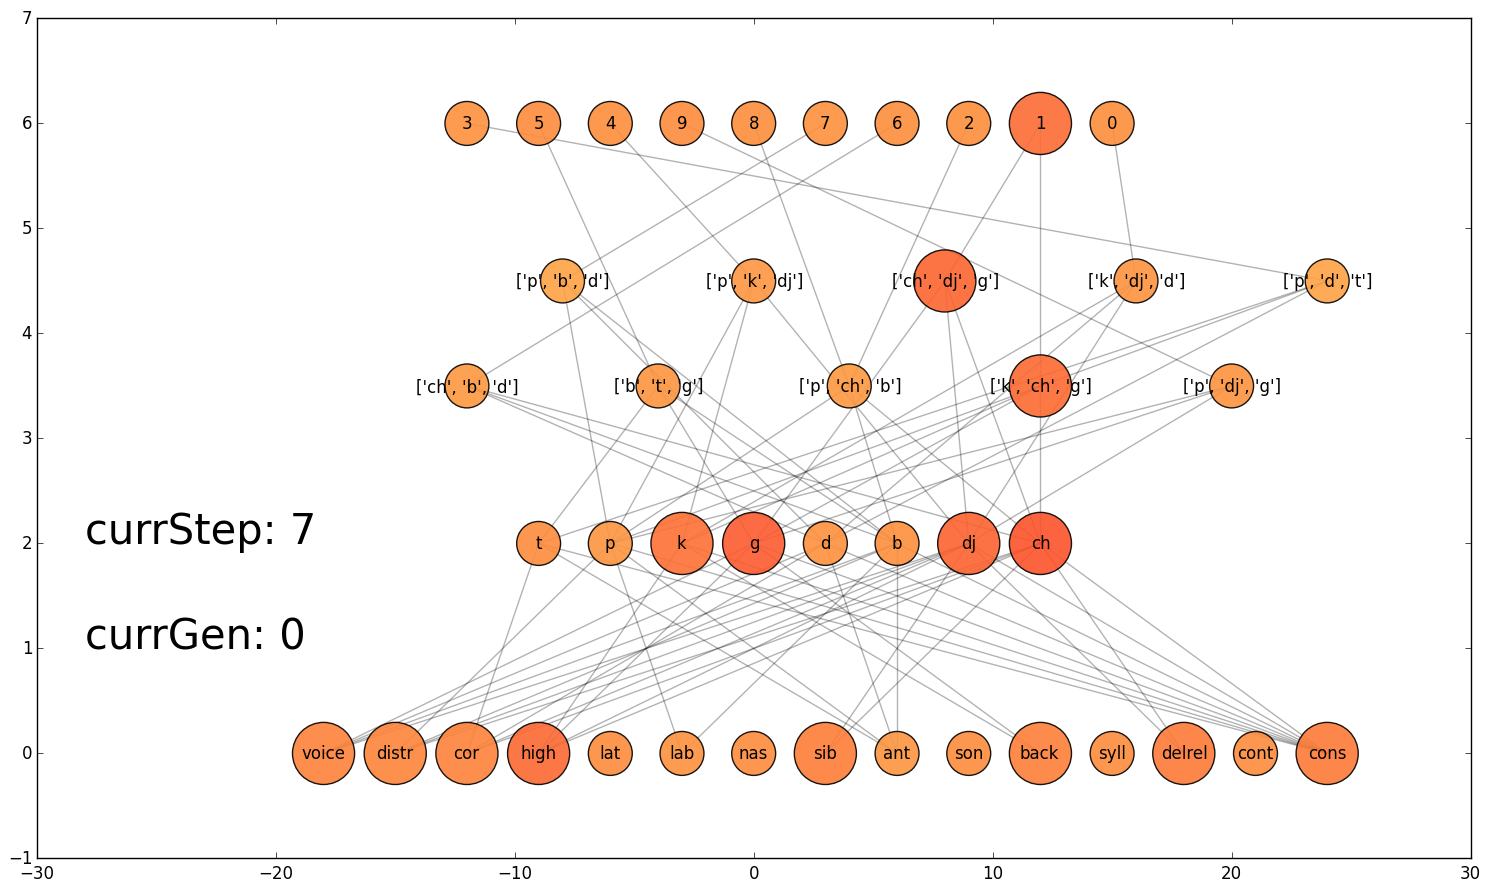 7
6
3 5 4 9 8 7 6 2 1 0
5
['p', 'b', 'd'] ['p', 'k', 'dj'] ['ch', 'dj', 'g'] ['k', 'dj', 'd'] ['p', 'd', 't']
4
['ch', 'b', 'd'] ['b', 't', 'g'] ['p', 'ch', 'b'] ['k', 'ch', 'g'] ['p', 'dj', 'g']
3
currStep: 7
2
t p k g d b dj ch
currGen: 0
1
0
voice distr cor high lat lab nas sib ant son back syll delrel cont cons
−1
−30 −20 −10 0 10 20 30